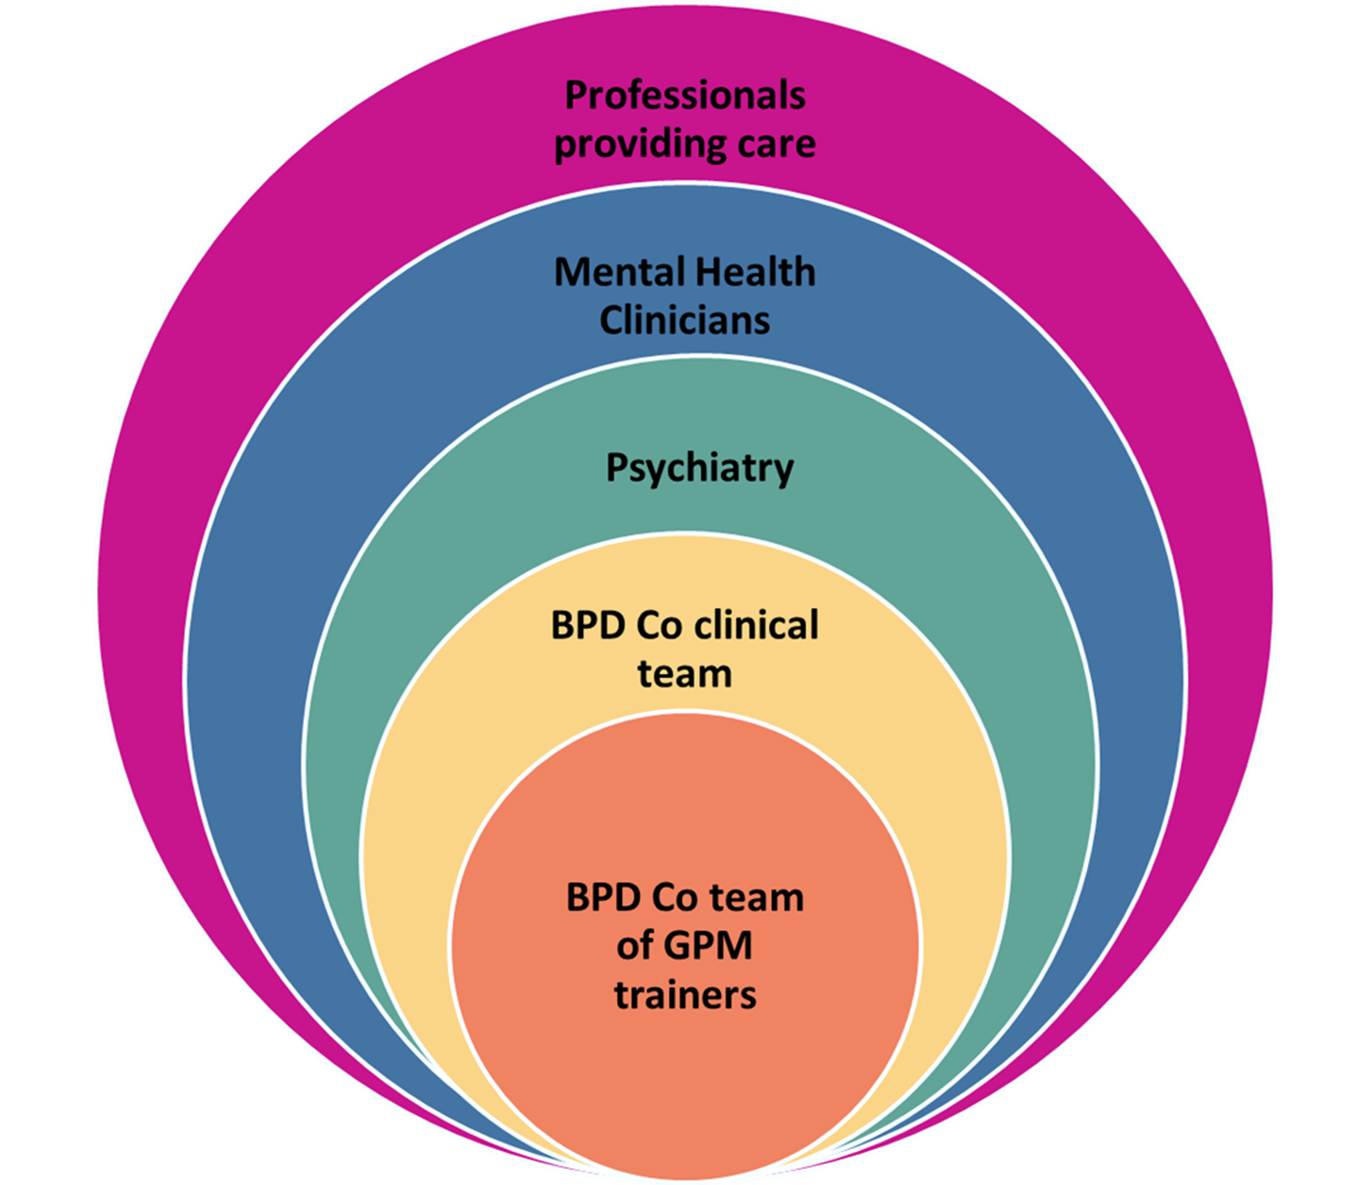 Professionals
providing care
Mental Health
Clinicians
Psychiatry
BPD Co clinical
team
BPD Co team
of GPM
trainers